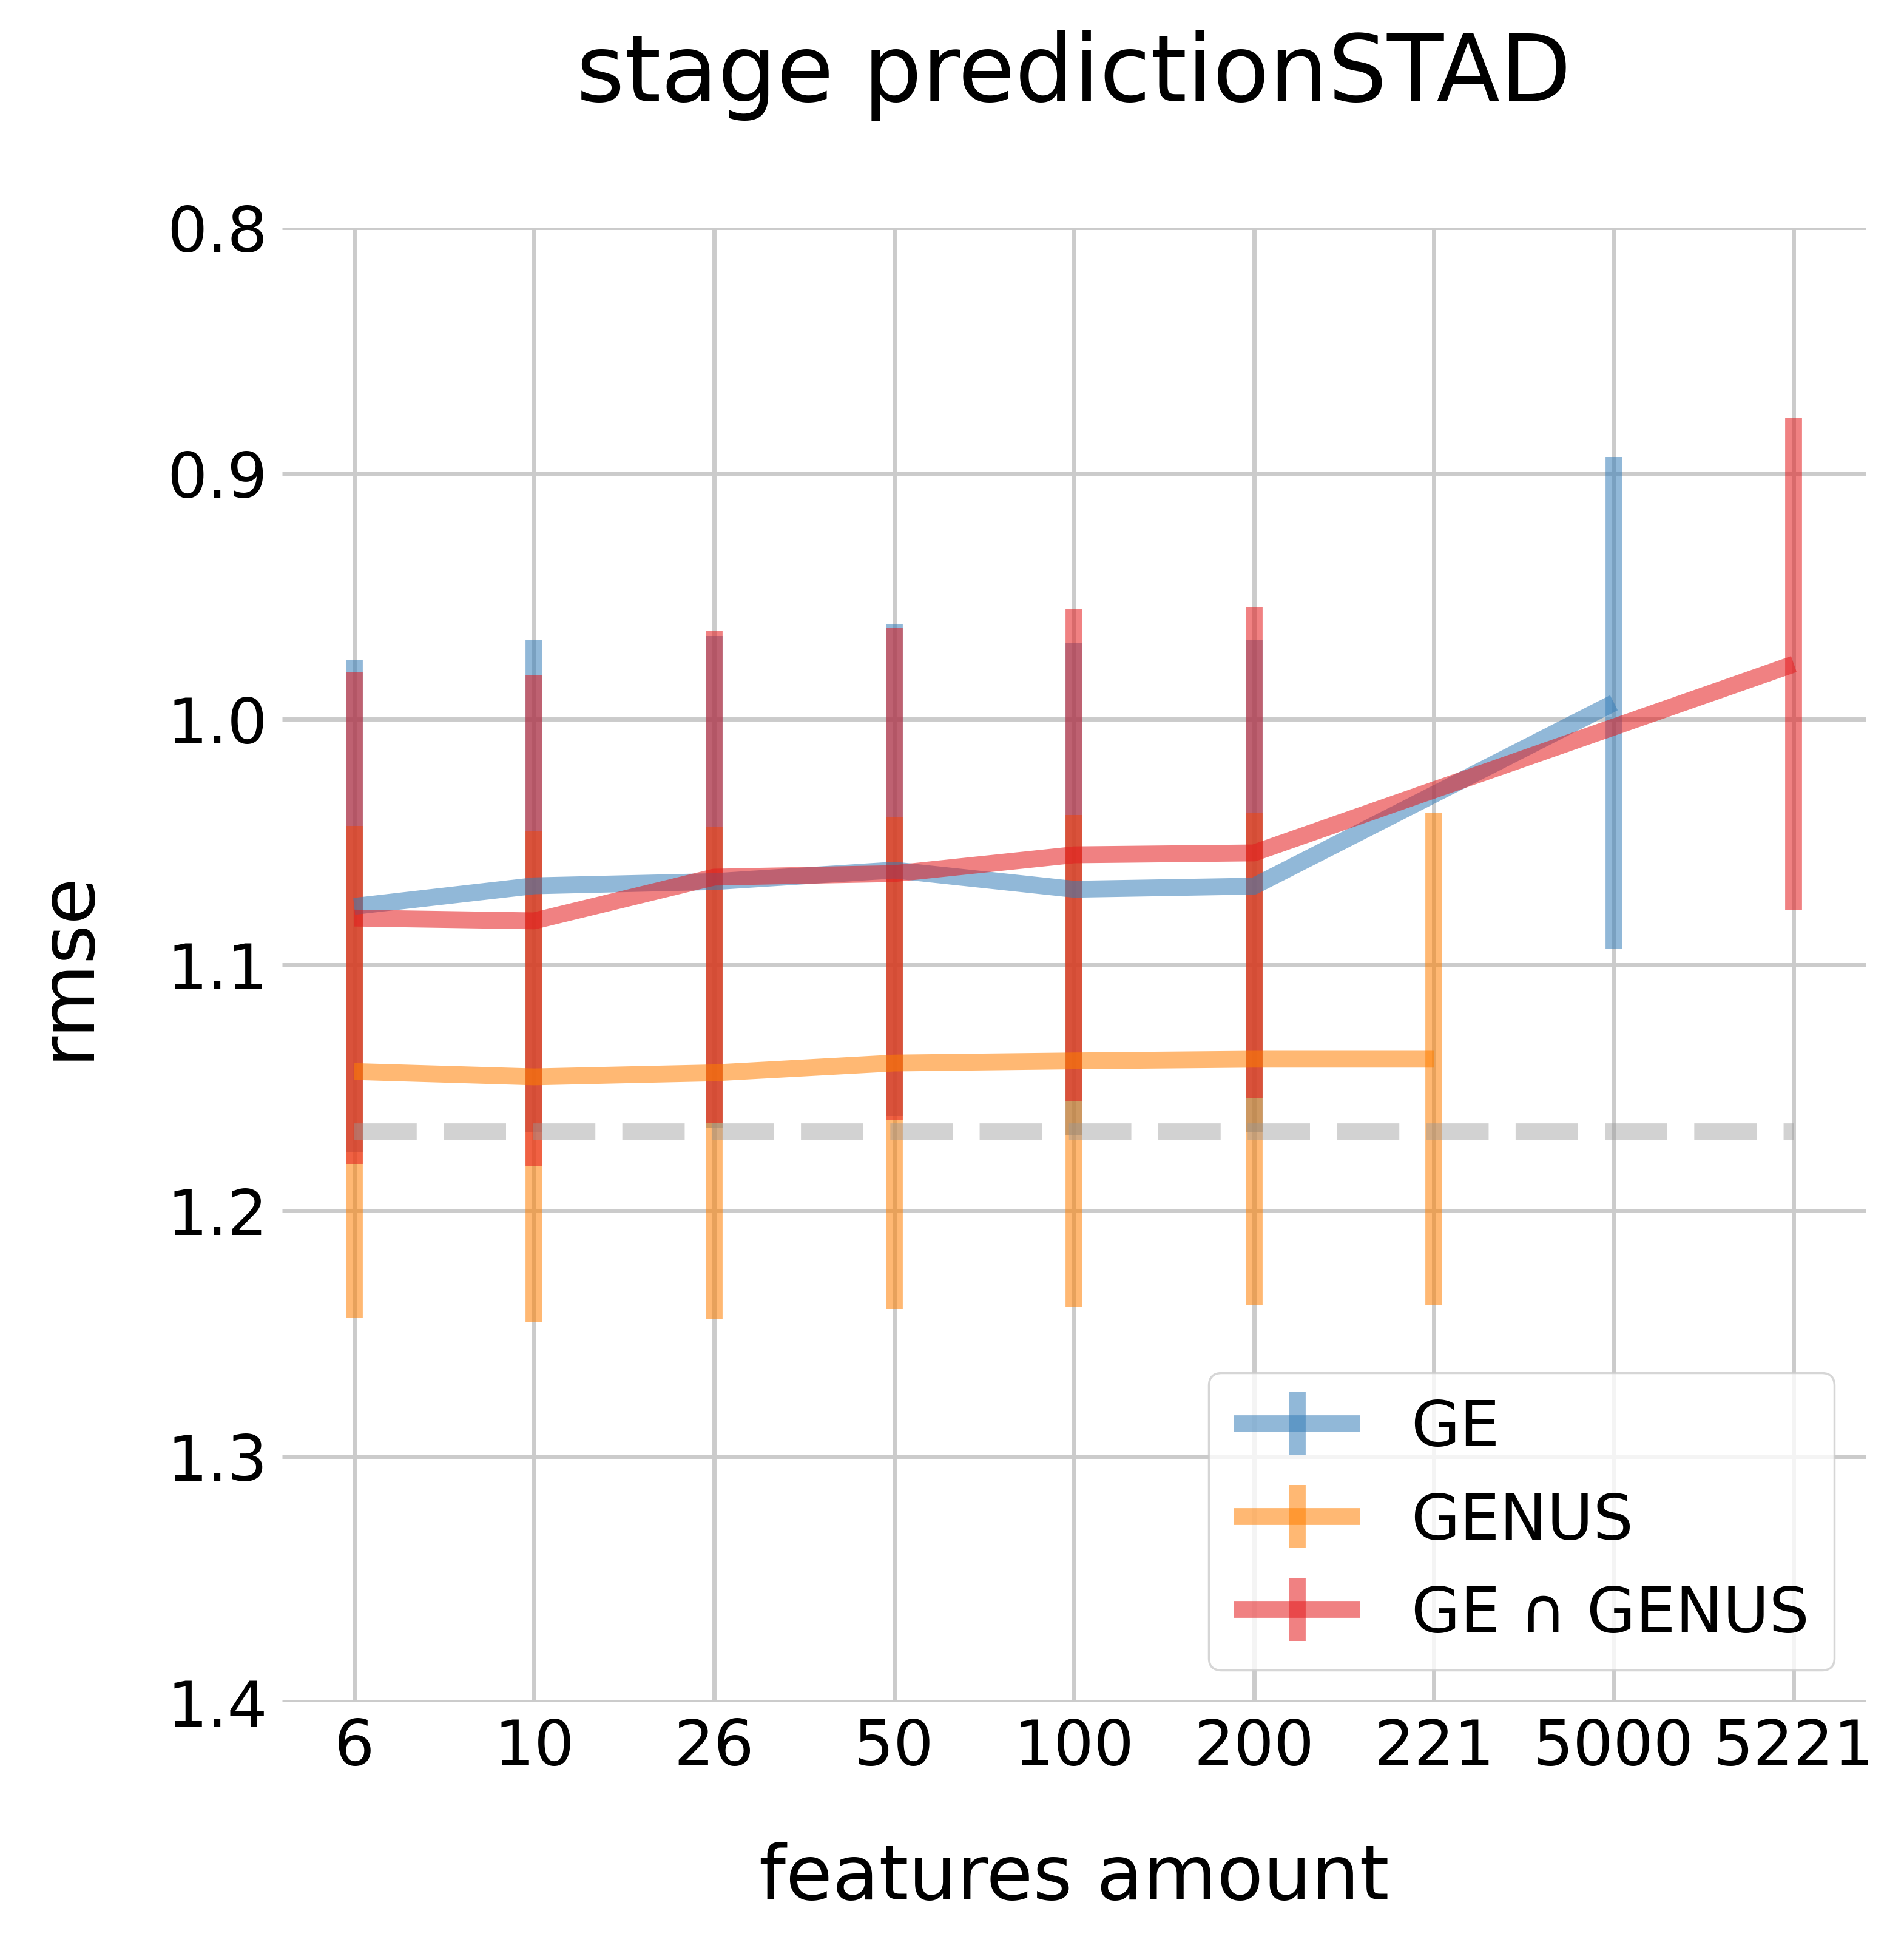 stage predictionSTAD
0.8
0.9
1.0
1.1
1.2
1.3
1.4
rmse
GE
GENUS
GE ∩ GENUS
6 10 26 50 100 200 221 5000 5221
features amount